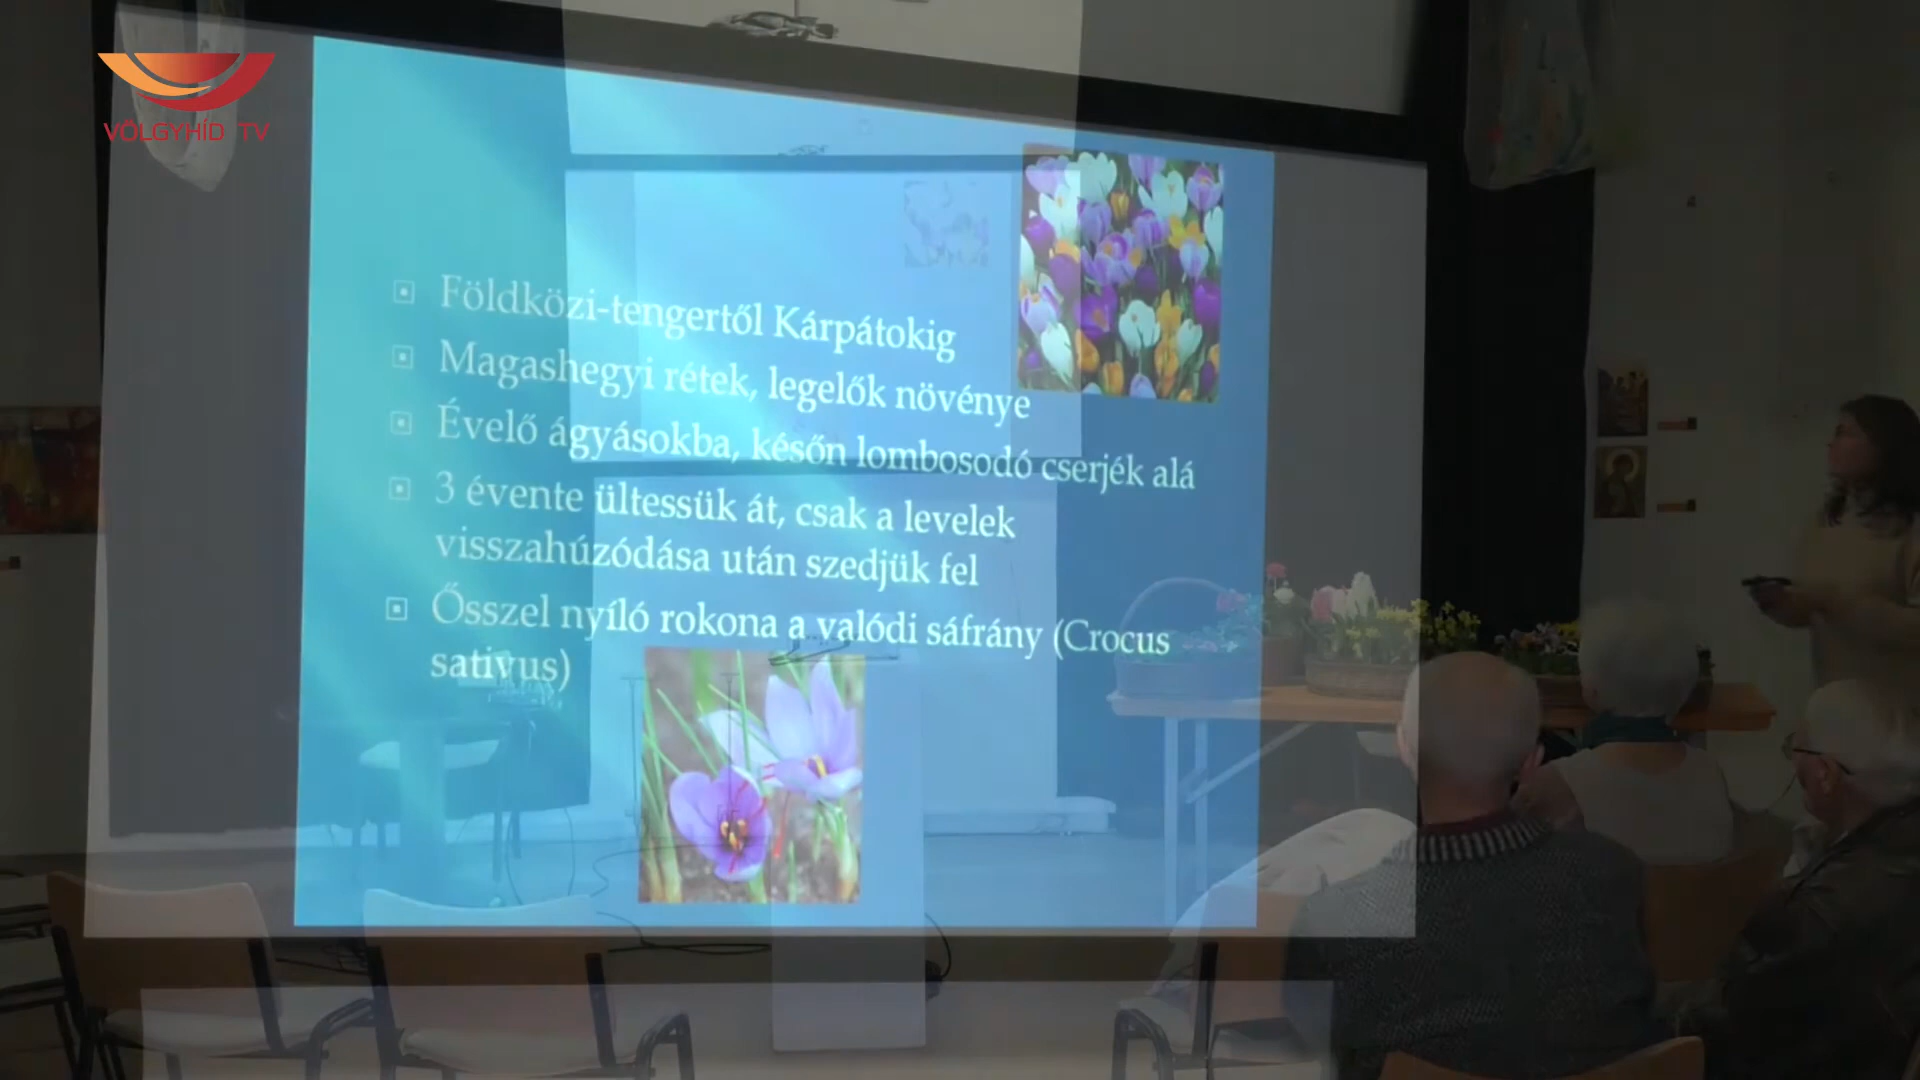 VÖLGYHÍD TV
Földközi-tengertől Kárpátokig
Magashegyi rétek, legelők növénye
Évelő ágyásokba, későn lombosodó cserjék alá
3 évente ültessük át, csak a levelek
visszahúzódása után szedjük fel
Ősszel nyíló rokona a valódi sáfrány (Crocus
sativus)